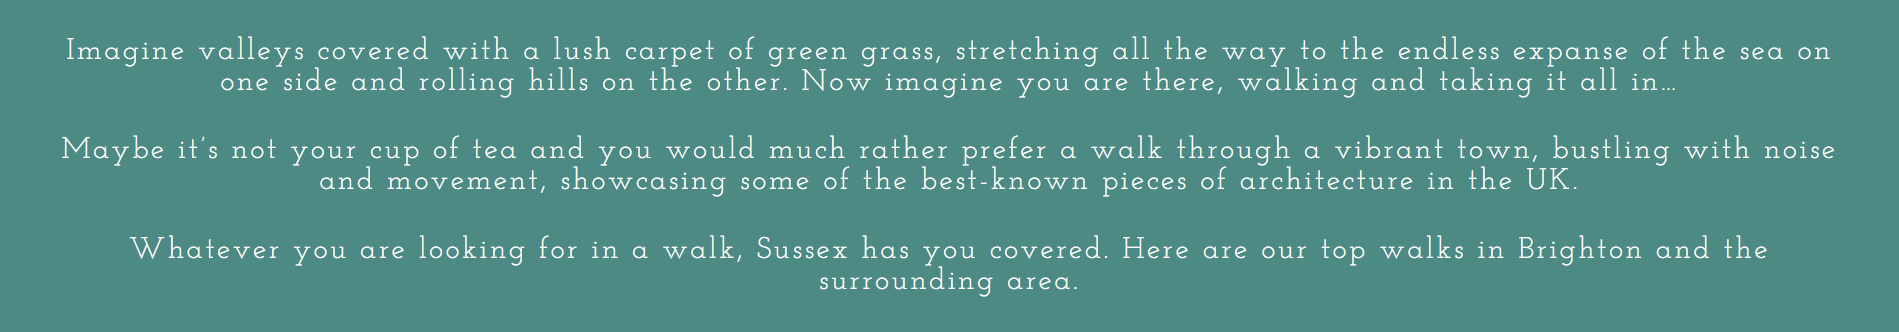 Imagine valleys covered with a lush carpet of green grass, stretching all the way to the endless expanse of the sea on
one side and rolling hills on the other. Now imagine you are there, walking and taking it all in…
Maybe it's not your cup of tea and you would much rather prefer a walk through a vibrant town, bustling with noise
and movement, showcasing some of the best-known pieces of architecture in the UK.
Whatever you are looking for in a walk, Sussex has you covered. Here are our top walks in Brighton and the
surrounding area.